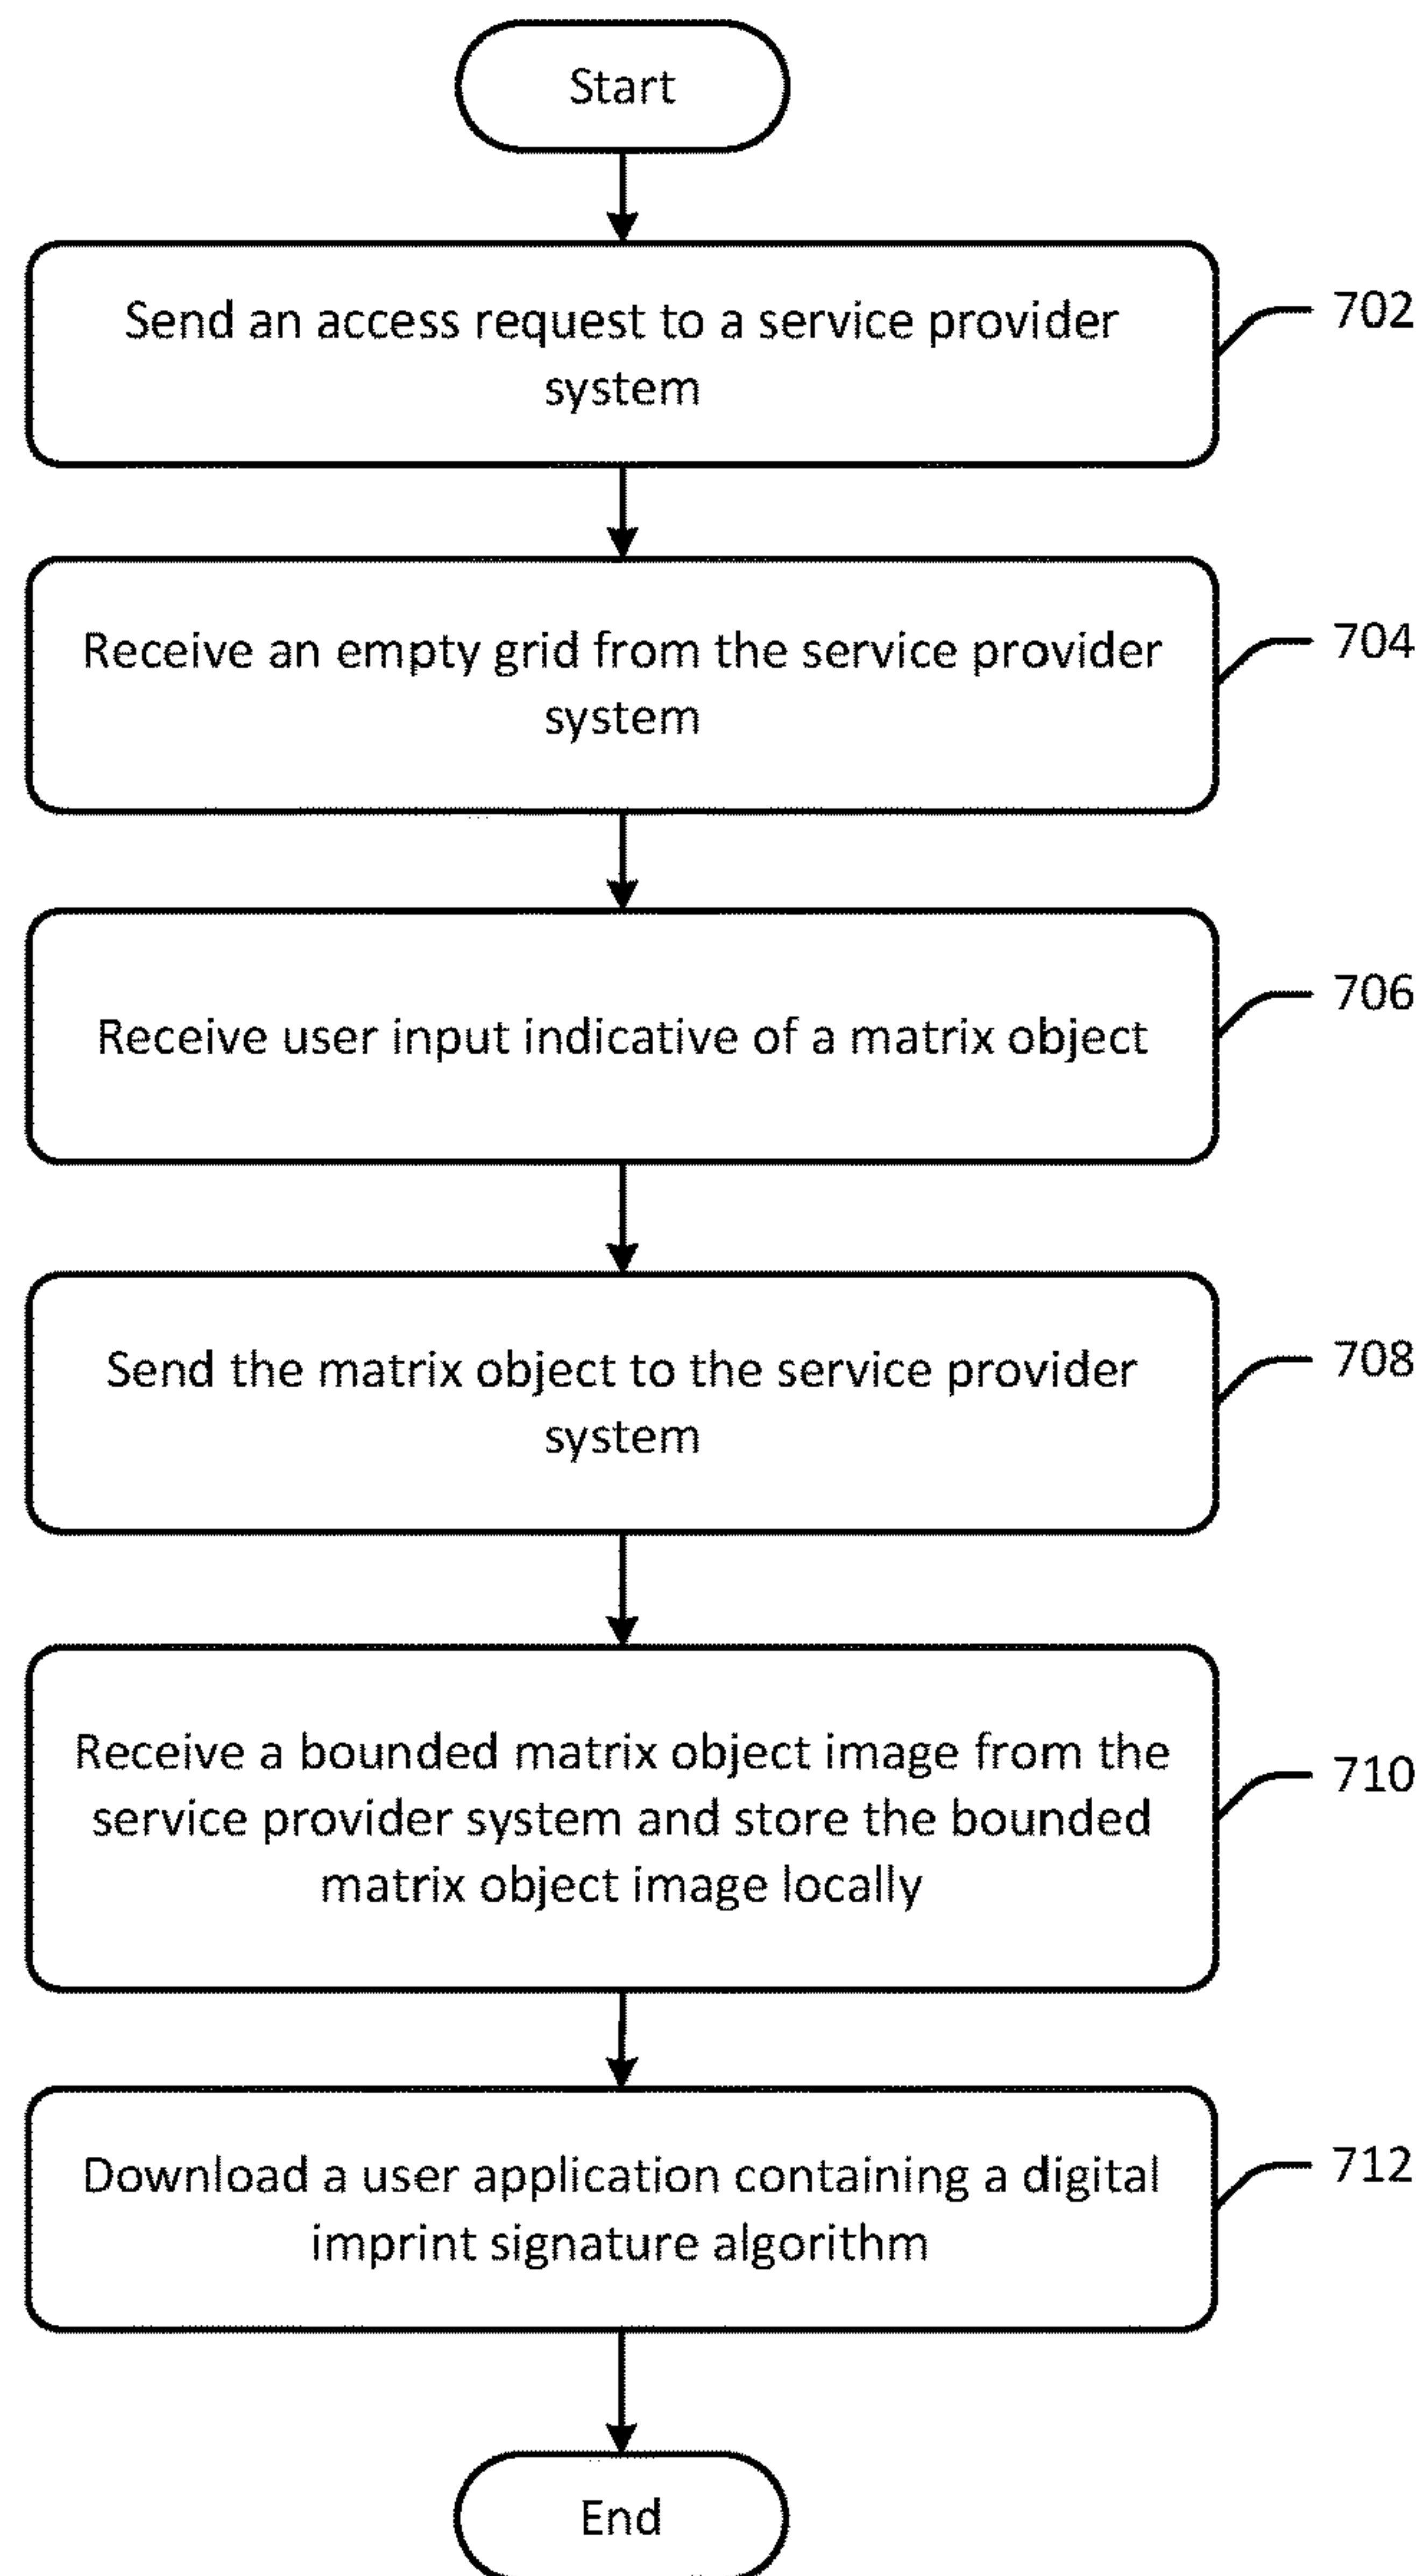 Start
Send an access request to a service provider
system
702
Receive an empty grid from the service provider
system
704
Receive user input indicative of a matrix object
706
Send the matrix object to the service provider
system
708
Receive a bounded matrix object image from the
service provider system and store the bounded
matrix object image locally
710
Download a user application containing a digital
imprint signature algorithm
712
End